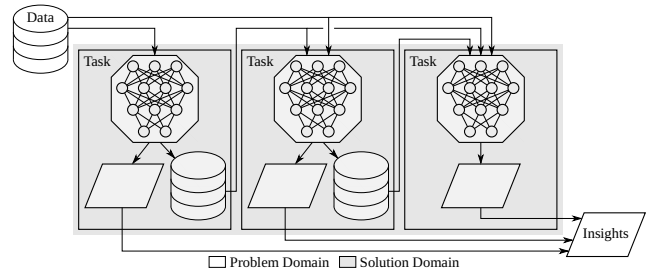 Data
Task
Task
Task
Insights
Problem Domain
Solution Domain